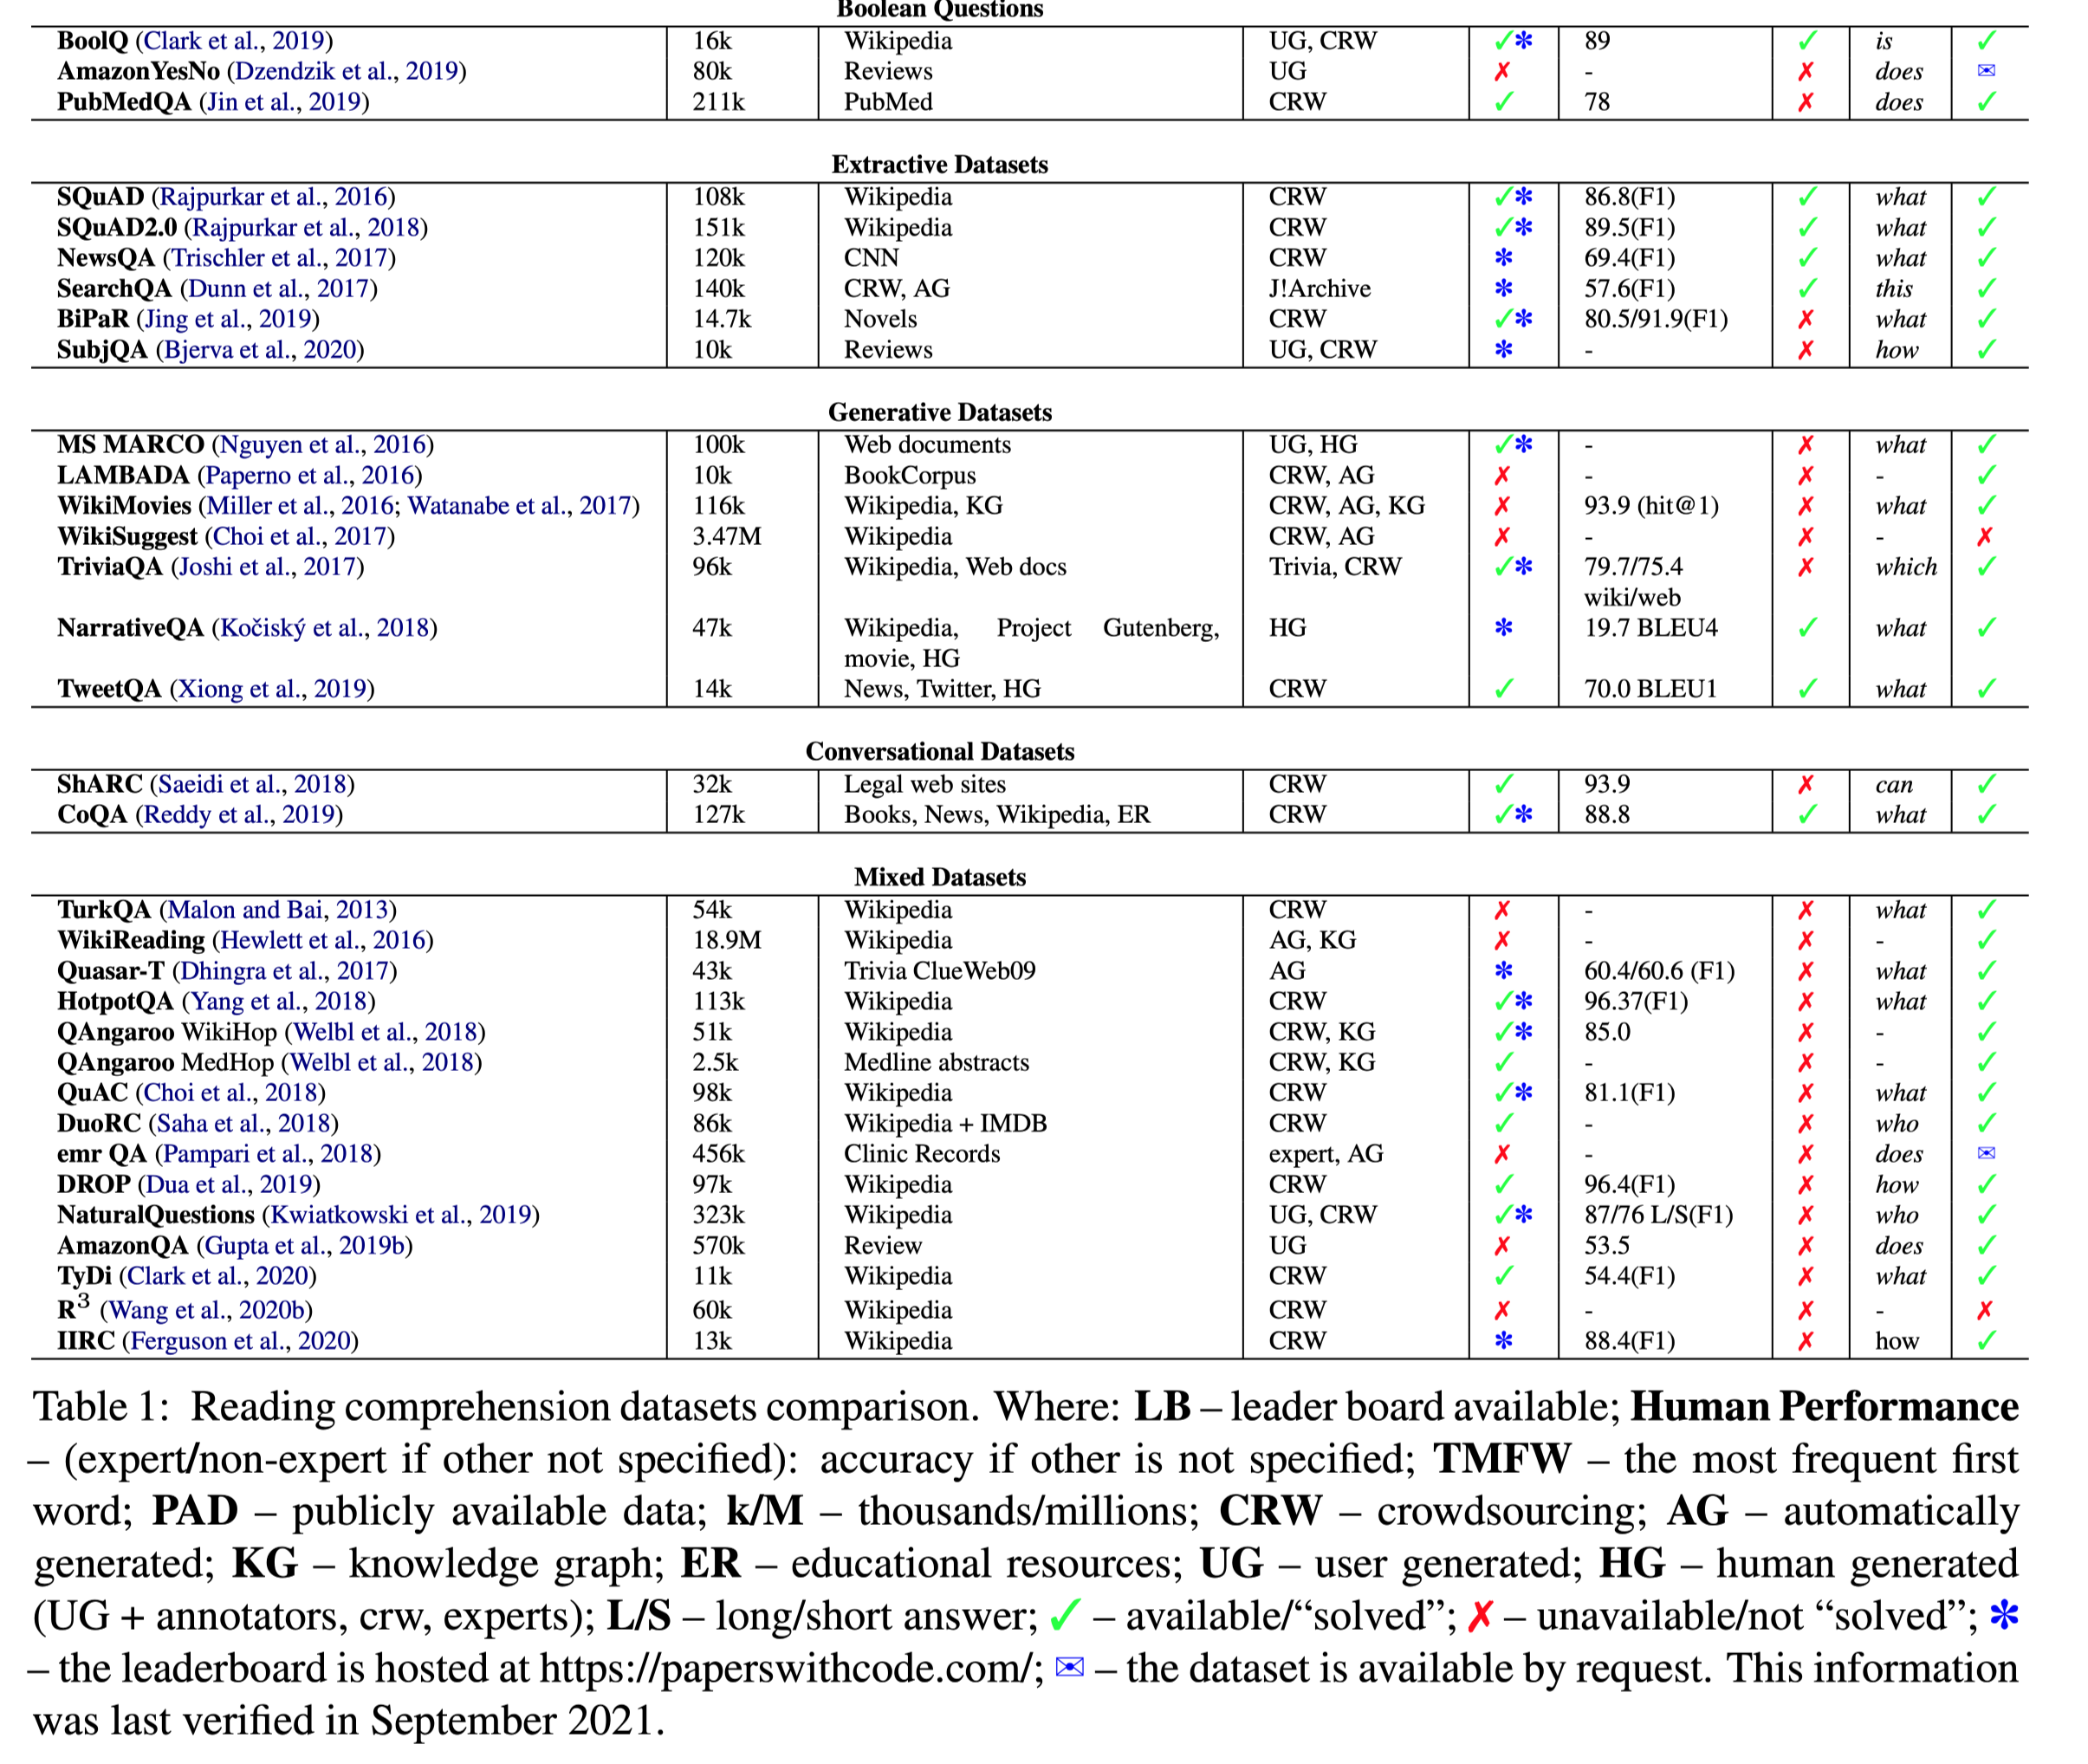 Boolean Questions
BoolQ (Clark et al., 2019) 16k Wikipedia UG, CRW ✓✻ 89 ✓ is ✓
AmazonYesNo (Dzendzik et al., 2019) 80k Reviews UG ✗ - ✗ does ✉
PubMedQA (Jin et al., 2019) 211k PubMed CRW ✓ 78 ✗ does ✓
Extractive Datasets
SQuAD (Rajpurkar et al., 2016) 108k Wikipedia CRW ✓✻ 86.8(F1) ✓ what ✓
SQuAD2.0 (Rajpurkar et al., 2018) 151k Wikipedia CRW ✓✻ 89.5(F1) ✓ what ✓
NewsQA (Trischler et al., 2017) 120k CNN CRW ✻ 69.4(F1) ✓ what ✓
SearchQA (Dunn et al., 2017) 140k CRW, AG J!Archive ✻ 57.6(F1) ✓ this ✓
BiPaR (Jing et al., 2019) 14.7k Novels CRW ✓✻ 80.5/91.9(F1) ✗ what ✓
SubjQA (Bjerva et al., 2020) 10k Reviews UG, CRW ✻ - ✗ how ✓
Generative Datasets
MS MARCO (Nguyen et al., 2016) 100k Web documents UG, HG ✓✻ - ✗ what ✓
LAMBADA (Paperno et al., 2016) 10k BookCorpus CRW, AG ✗ - ✗ - ✓
WikiMovies (Miller et al., 2016; Watanabe et al., 2017) 116k Wikipedia, KG CRW, AG, KG ✗ 93.9 (hit@1) ✗ what ✓
WikiSuggest (Choi et al., 2017) 3.47M Wikipedia CRW, AG ✗ - ✗ - ✗
TriviaQA (Joshi et al., 2017) 96k Wikipedia, Web docs Trivia, CRW ✓✻ 79.7/75.4 ✗ which ✓
wiki/web
NarrativeQA (Kočiský et al., 2018) 47k Wikipedia, Project Gutenberg, HG ✻ 19.7 BLEU4 ✓ what ✓
movie, HG
TweetQA (Xiong et al., 2019) 14k News, Twitter, HG CRW ✓ 70.0 BLEU1 ✓ what ✓
Conversational Datasets
ShARC (Saeidi et al., 2018) 32k Legal web sites CRW ✓ 93.9 ✗ can ✓
CoQA (Reddy et al., 2019) 127k Books, News, Wikipedia, ER CRW ✓✻ 88.8 ✓ what ✓
Mixed Datasets
TurkQA (Malon and Bai, 2013) 54k Wikipedia CRW ✗ - ✗ what ✓
WikiReading (Hewlett et al., 2016) 18.9M Wikipedia AG, KG ✗ - ✗ - ✓
Quasar-T (Dhingra et al., 2017) 43k Trivia ClueWeb09 AG ✻ 60.4/60.6 (F1) ✗ what ✓
HotpotQA (Yang et al., 2018) 113k Wikipedia CRW ✓✻ 96.37(F1) ✗ what ✓
QAngaroo WikiHop (Welbl et al., 2018) 51k Wikipedia CRW, KG ✓✻ 85.0 ✗ - ✓
QAngaroo MedHop (Welbl et al., 2018) 2.5k Medline abstracts CRW, KG ✓ - ✗ - ✓
QuAC (Choi et al., 2018) 98k Wikipedia CRW ✓✻ 81.1(F1) ✗ what ✓
DuoRC (Saha et al., 2018) 86k Wikipedia + IMDB CRW ✓ - ✗ who ✓
emr QA (Pampari et al., 2018) 456k Clinic Records expert, AG ✗ - ✗ does ✉
DROP (Dua et al., 2019) 97k Wikipedia CRW ✓ 96.4(F1) ✗ how ✓
NaturalQuestions (Kwiatkowski et al., 2019) 323k Wikipedia UG, CRW ✓✻ 87/76 L/S(F1) ✗ who ✓
AmazonQA (Gupta et al., 2019b) 570k Review UG ✗ 53.5 ✗ does ✓
TyDi (Clark et al., 2020) 11k Wikipedia CRW ✓ 54.4(F1) ✗ what ✓
R³ (Wang et al., 2020b) 60k Wikipedia CRW ✗ - ✗ - ✗
IIRC (Ferguson et al., 2020) 13k Wikipedia CRW ✻ 88.4(F1) ✗ how ✓
Table 1: Reading comprehension datasets comparison. Where: LB – leader board available; Human Performance
– (expert/non-expert if other not specified): accuracy if other is not specified; TMFW – the most frequent first
word; PAD – publicly available data; k/M – thousands/millions; CRW – crowdsourcing; AG – automatically
generated; KG – knowledge graph; ER – educational resources; UG – user generated; HG – human generated
(UG + annotators, crw, experts); L/S – long/short answer; ✓ – available/“solved”; ✗ – unavailable/not “solved”; ✻
– the leaderboard is hosted at https://paperswithcode.com/; ✉ – the dataset is available by request. This information
was last verified in September 2021.